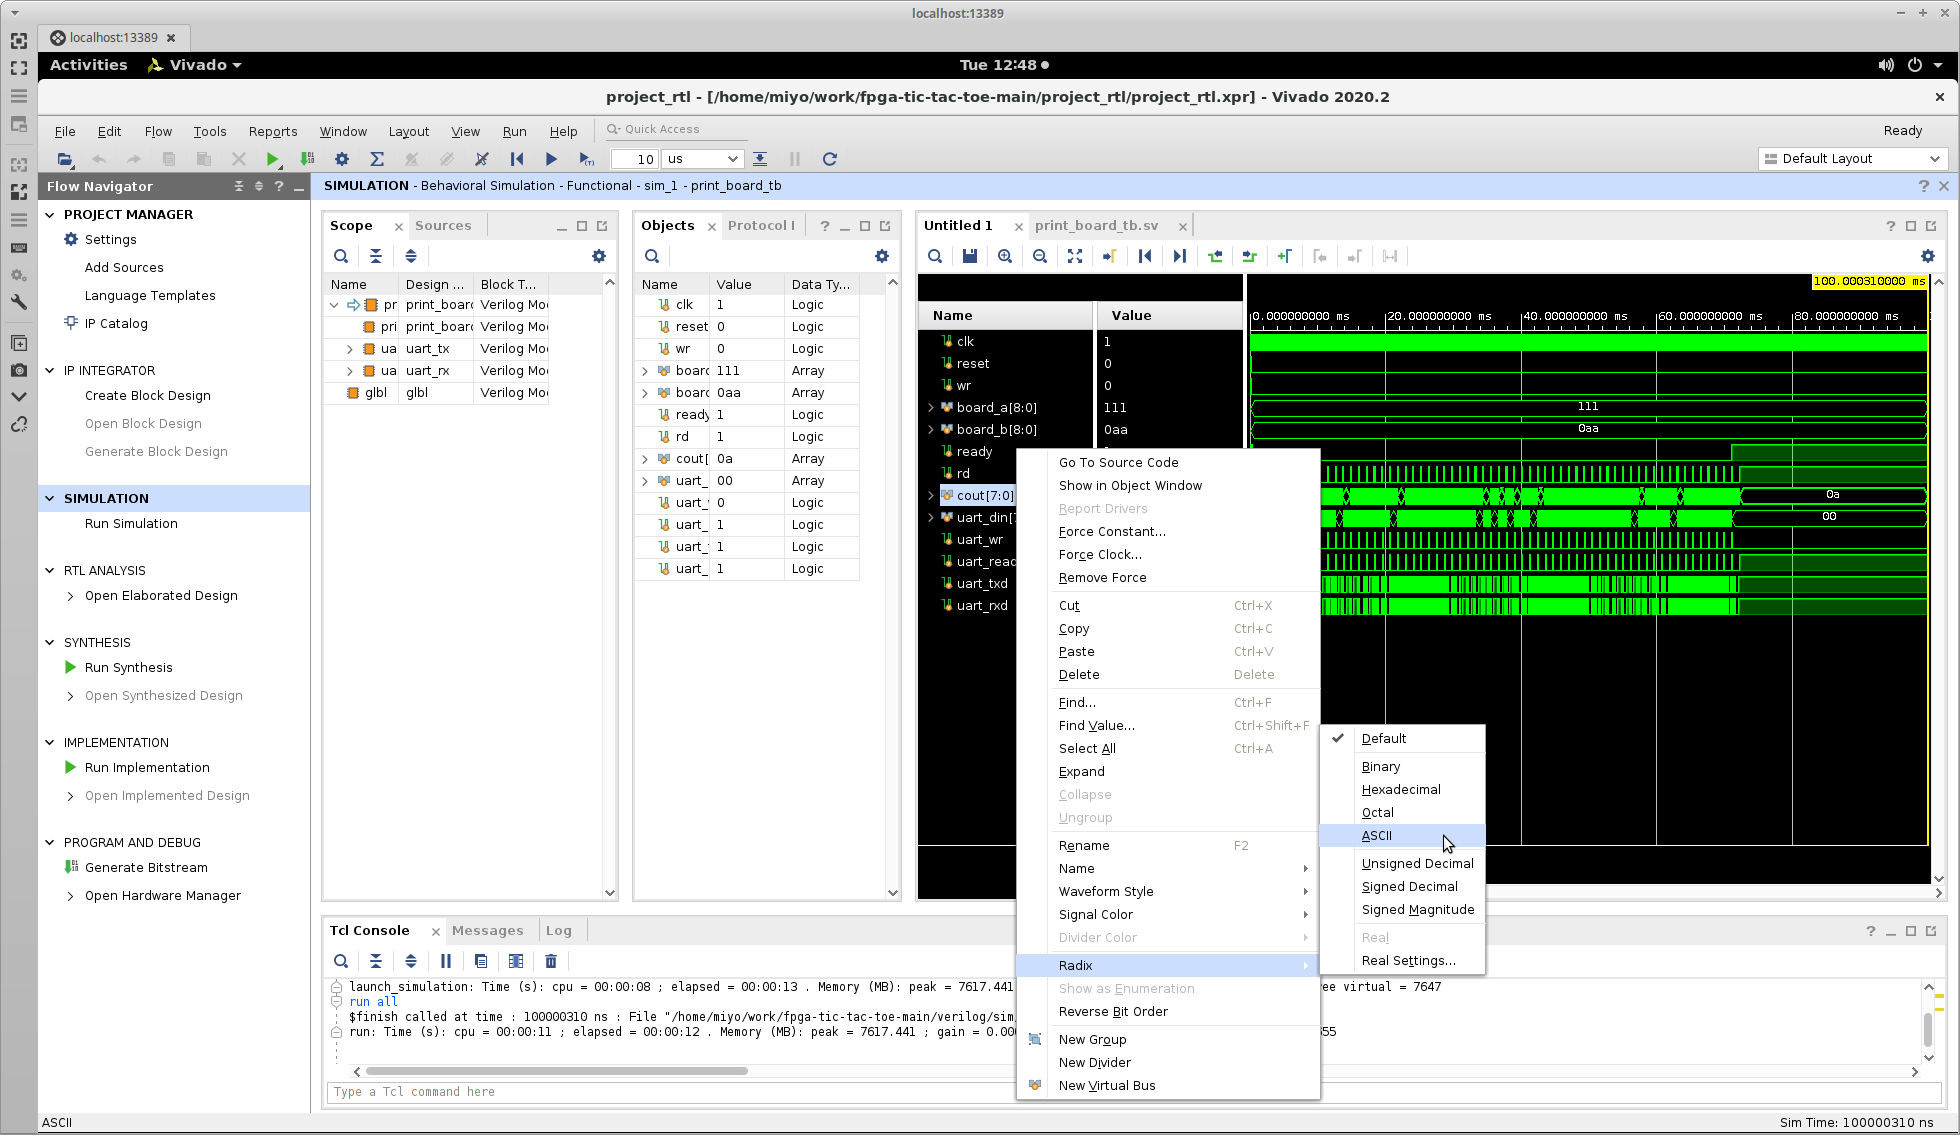 localhost:13389
localhost:13389
Activities
Vivado
Tue 12:48
project_rtl - [/home/miyo/work/fpga-tic-tac-toe-main/project_rtl/project_rtl.xpr] - Vivado 2020.2
File Edit Flow Tools Reports Window Layout View Run Help
Quick Access
Ready
10 us
Default Layout
Flow Navigator
SIMULATION - Behavioral Simulation - Functional - sim_1 - print_board_tb
PROJECT MANAGER
Settings
Add Sources
Language Templates
IP Catalog
IP INTEGRATOR
Create Block Design
Open Block Design
Generate Block Design
SIMULATION
Run Simulation
RTL ANALYSIS
Open Elaborated Design
SYNTHESIS
Run Synthesis
Open Synthesized Design
IMPLEMENTATION
Run Implementation
Open Implemented Design
PROGRAM AND DEBUG
Generate Bitstream
Open Hardware Manager
Scope Sources
Name Design ... Block T...
pr print_boarc Verilog Moc
pri print_boarc Verilog Moc
ua uart_tx Verilog Moc
ua uart_rx Verilog Moc
glbl glbl Verilog Moc
Objects Protocol I
Name Value Data Ty...
clk 1 Logic
reset 0 Logic
wr 0 Logic
board 111 Array
board 0aa Array
ready 1 Logic
rd 1 Logic
cout[ 0a Array
uart_ 00 Array
uart_ 0 Logic
uart_ 1 Logic
uart_ 1 Logic
uart_ 1 Logic
Untitled 1 print_board_tb.sv
100.000310000 ms
Name Value
0.000000000 ms 20.000000000 ms 40.000000000 ms 60.000000000 ms 80.000000000 ms
clk 1
reset 0
wr 0
board_a[8:0] 111 111
board_b[8:0] 0aa 0aa
ready
rd
cout[7:0] 0a
uart_din[ 00
uart_wr
uart_reac
uart_txd
uart_rxd
Go To Source Code
Show in Object Window
Report Drivers
Force Constant...
Force Clock...
Remove Force
Cut Ctrl+X
Copy Ctrl+C
Paste Ctrl+V
Delete Delete
Find... Ctrl+F
Find Value... Ctrl+Shift+F
Select All Ctrl+A
Expand
Collapse
Ungroup
Rename F2
Name
Waveform Style
Signal Color
Divider Color
Radix
Show as Enumeration
Reverse Bit Order
New Group
New Divider
New Virtual Bus
Default
Binary
Hexadecimal
Octal
ASCII
Unsigned Decimal
Signed Decimal
Signed Magnitude
Real
Real Settings...
Tcl Console Messages Log
launch_simulation: Time (s): cpu = 00:00:08 ; elapsed = 00:00:13 . Memory (MB): peak = 7617.441 ee virtual = 7647
run all
$finish called at time : 100000310 ns : File "/home/miyo/work/fpga-tic-tac-toe-main/verilog/sim
run: Time (s): cpu = 00:00:11 ; elapsed = 00:00:12 . Memory (MB): peak = 7617.441 ; gain = 0.00 55
Type a Tcl command here
ASCII
Sim Time: 100000310 ns